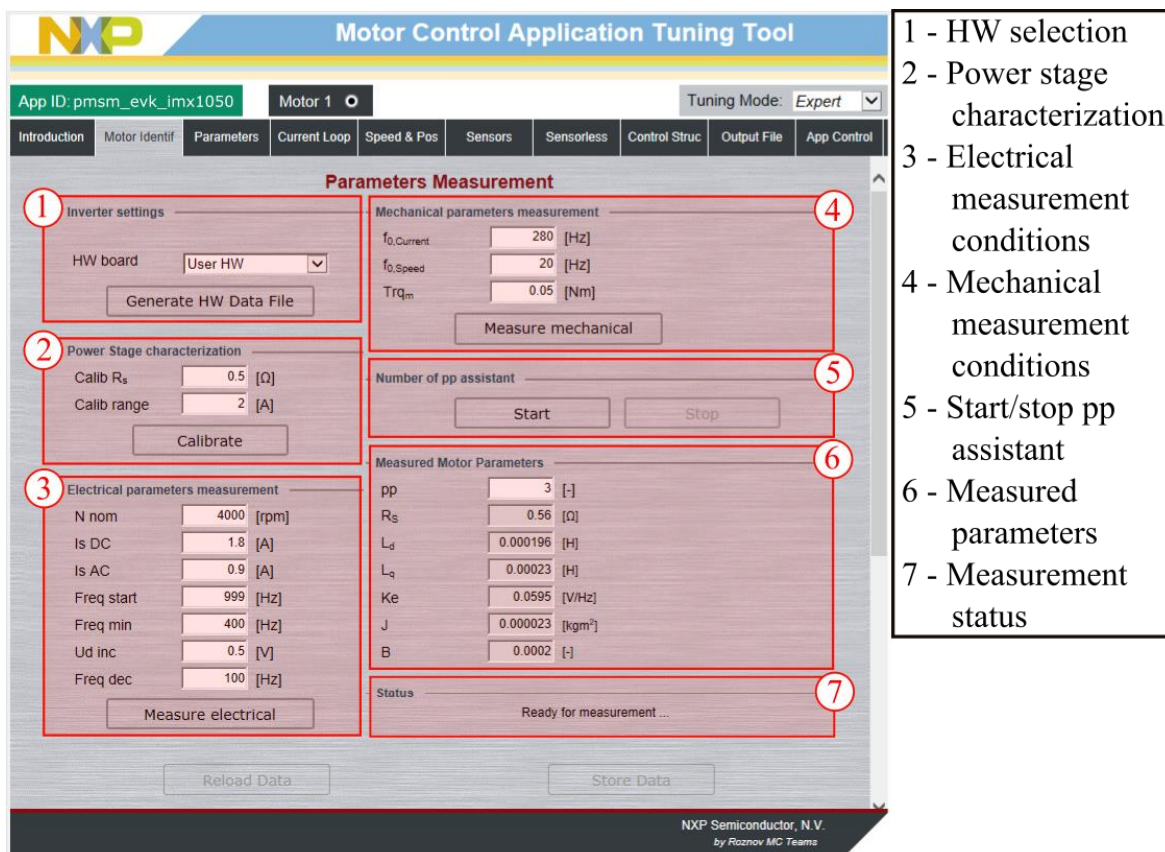 NXP
Motor Control Application Tuning Tool
App ID: pmsm_evk_imx1050
Motor 1
Tuning Mode: Expert
Introduction Motor Identif Parameters Current Loop Speed & Pos Sensors Sensorless Control Struc Output File App Control
Parameters Measurement
1
Inverter settings
HW board User HW
Generate HW Data File
2
Power Stage characterization
Calib Rs 0.5 [Ω]
Calib range 2 [A]
Calibrate
3
Electrical parameters measurement
N nom 4000 [rpm]
Is DC 1.8 [A]
Is AC 0.9 [A]
Freq start 999 [Hz]
Freq min 400 [Hz]
Ud inc 0.5 [V]
Freq dec 100 [Hz]
Measure electrical
4
Mechanical parameters measurement
f0,Current 280 [Hz]
f0,Speed 20 [Hz]
Trqm 0.05 [Nm]
Measure mechanical
5
Number of pp assistant
Start Stop
6
Measured Motor Parameters
pp 3 [-]
RS 0.56 [Ω]
Ld 0.000196 [H]
Lq 0.00023 [H]
Ke 0.0595 [V/Hz]
J 0.000023 [kgm²]
B 0.0002 [-]
7
Status
Ready for measurement ...
Reload Data Store Data
NXP Semiconductor, N.V.
by Roznov MC Teams
1 - HW selection
2 - Power stage
characterization
3 - Electrical
measurement
conditions
4 - Mechanical
measurement
conditions
5 - Start/stop pp
assistant
6 - Measured
parameters
7 - Measurement
status